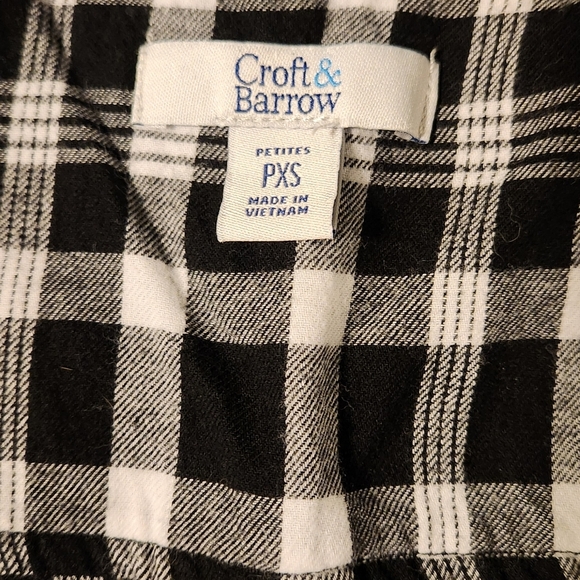 Croft &
Barrow
PETITES
PXS
MADE IN
VIETNAM